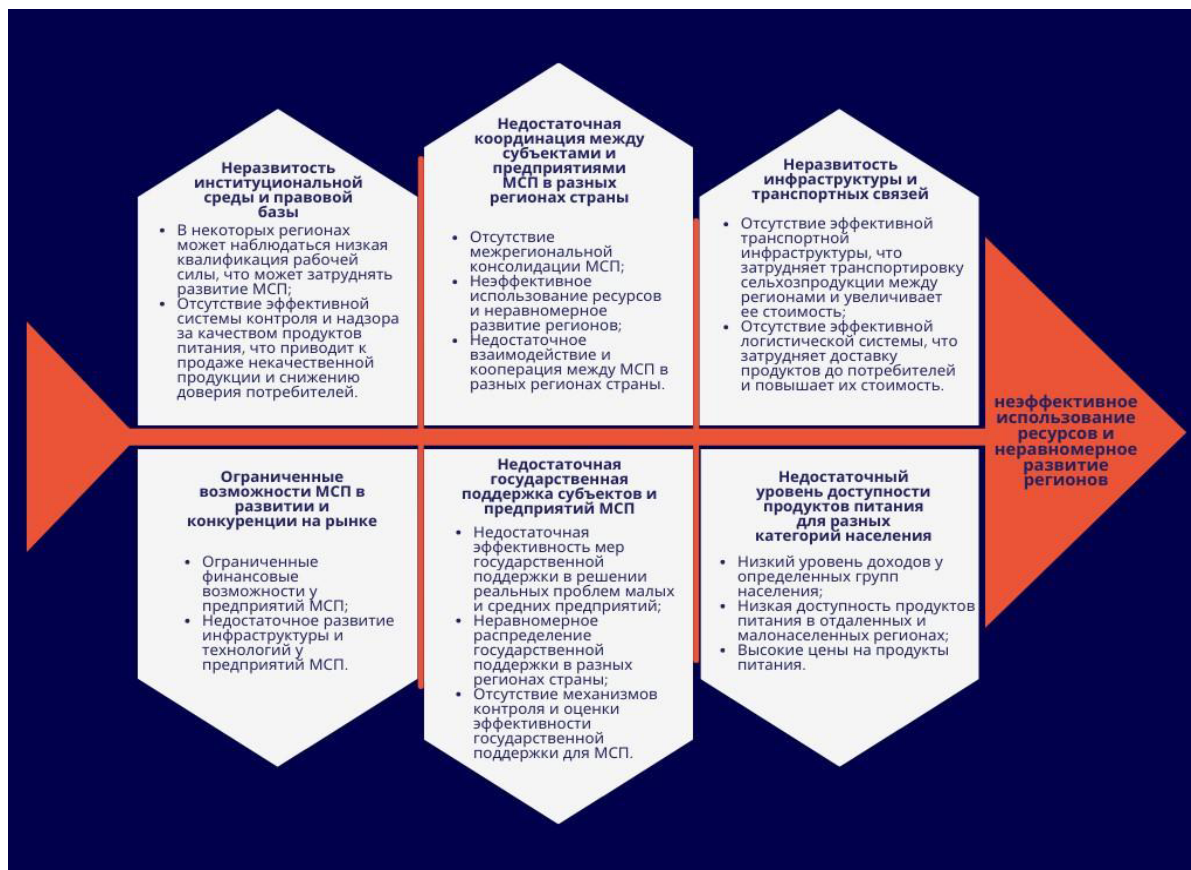 Неразвитость
институциональной
среды и правовой
базы
• В некоторых регионах
может наблюдаться низкая
квалификация рабочей
силы, что может затруднять
развитие МСП;
• Отсутствие эффективной
системы контроля и надзора
за качеством продуктов
питания, что приводит к
продаже некачественной
продукции и снижению
доверия потребителей.
Недостаточная
координация между
субъектами и
предприятиями
МСП в разных
регионах страны
• Отсутствие
межрегиональной
консолидации МСП;
• Неэффективное
использование ресурсов
и неравномерное
развитие регионов;
• Недостаточное
взаимодействие и
кооперация между МСП в
разных регионах страны.
Неразвитость
инфраструктуры и
транспортных связей
• Отсутствие эффективной
транспортной
инфраструктуры, что
затрудняет транспортировку
сельхозпродукции между
регионами и увеличивает
ее стоимость;
• Отсутствие эффективной
логистической системы, что
затрудняет доставку
продуктов до потребителей
и повышает их стоимость.
неэффективное
использование
ресурсов и
неравномерное
развитие
регионов
Ограниченные
возможности МСП в
развитии и
конкуренции на рынке
• Ограниченные
финансовые
возможности у
предприятий МСП;
• Недостаточное развитие
инфраструктуры и
технологий у
предприятий МСП.
Недостаточная
государственная
поддержка субъектов и
предприятий МСП
• Недостаточная
эффективность мер
государственной
поддержки в решении
реальных проблем малых
и средних предприятий;
• Неравномерное
распределение
государственной
поддержки в разных
регионах страны;
• Отсутствие механизмов
контроля и оценки
эффективности
государственной
поддержки для МСП.
Недостаточный
уровень доступности
продуктов питания
для разных
категорий населения
• Низкий уровень доходов у
определенных групп
населения;
• Низкая доступность продуктов
питания в отдаленных и
малонаселенных регионах;
• Высокие цены на продукты
питания.